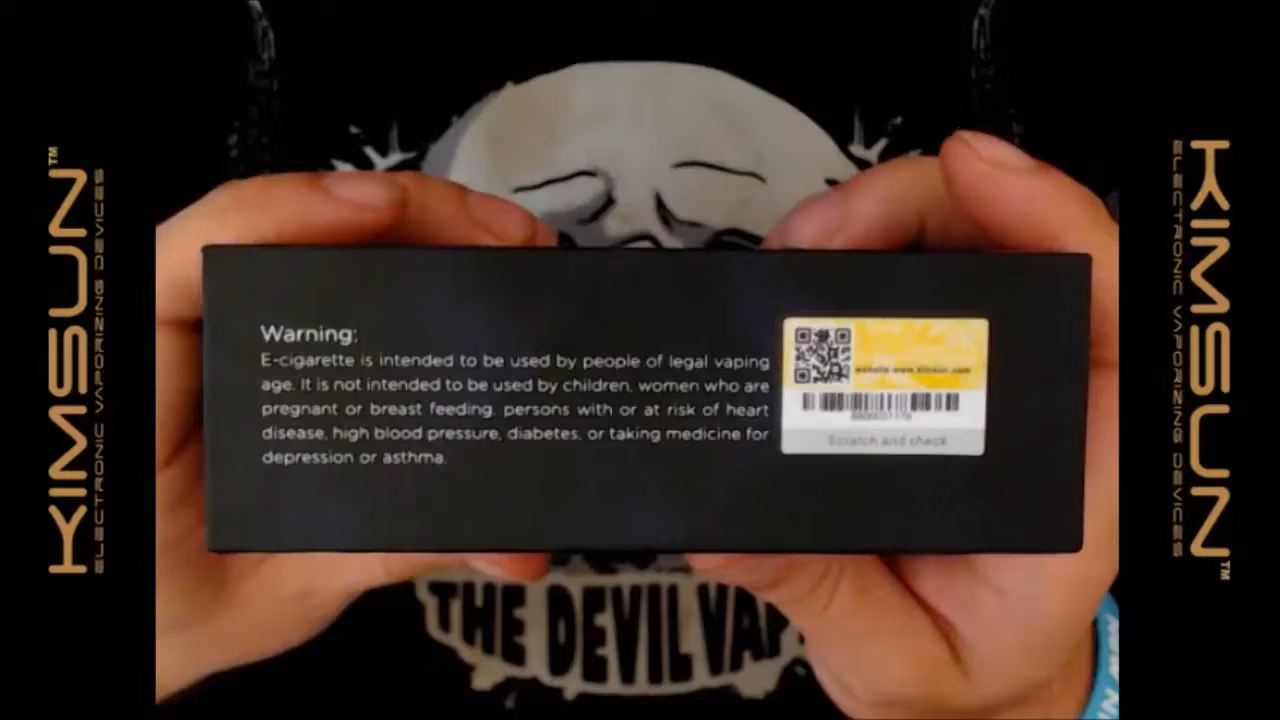 KIMSUN™
ELECTRONIC VAPORIZING DEVICES
Warning:
E-cigarette is intended to be used by people of legal vaping
age. It is not intended to be used by children, women who are
pregnant or breast feeding, persons with or at risk of heart
disease, high blood pressure, diabetes, or taking medicine for
depression or asthma.
website:www.kimsun.com
Scratch and check
THE DEVIL VAP
KIMSUN™
ELECTRONIC VAPORIZING DEVICES